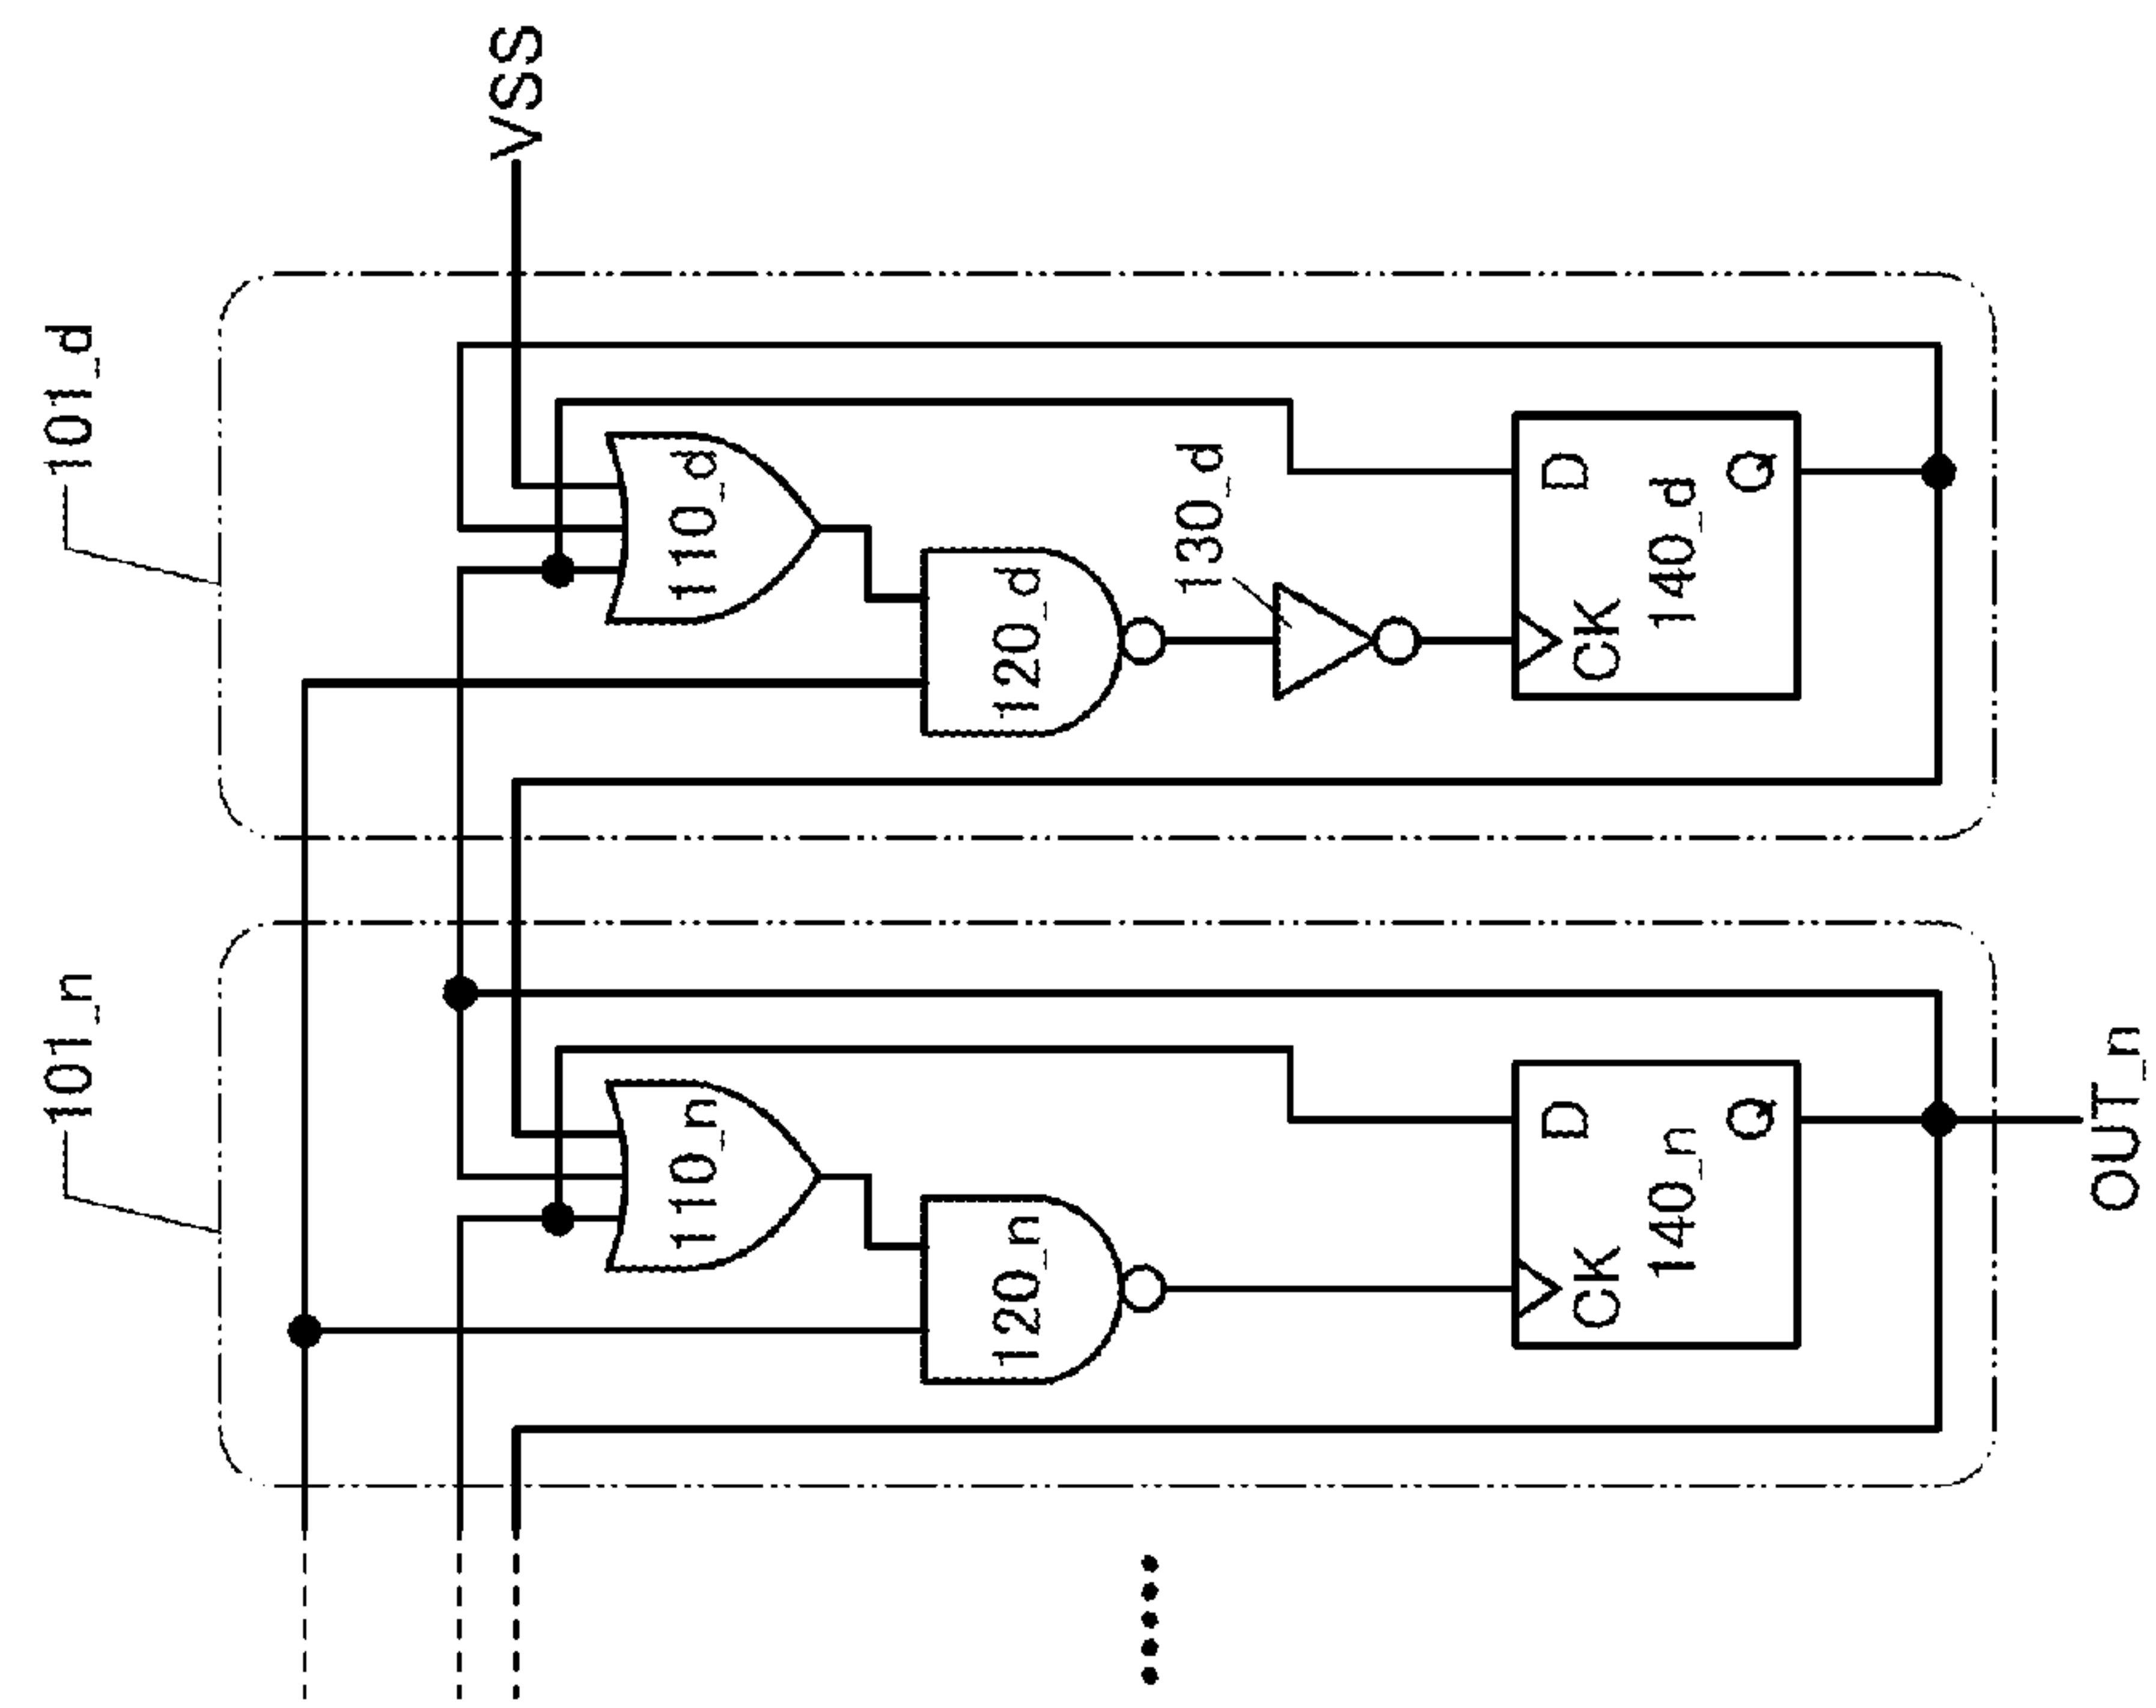 101_n
101_d
VSS
110_n
110_d
120_n
120_d
130_d
D
CK
140_n
Q
D
CK
140_d
Q
OUT_n